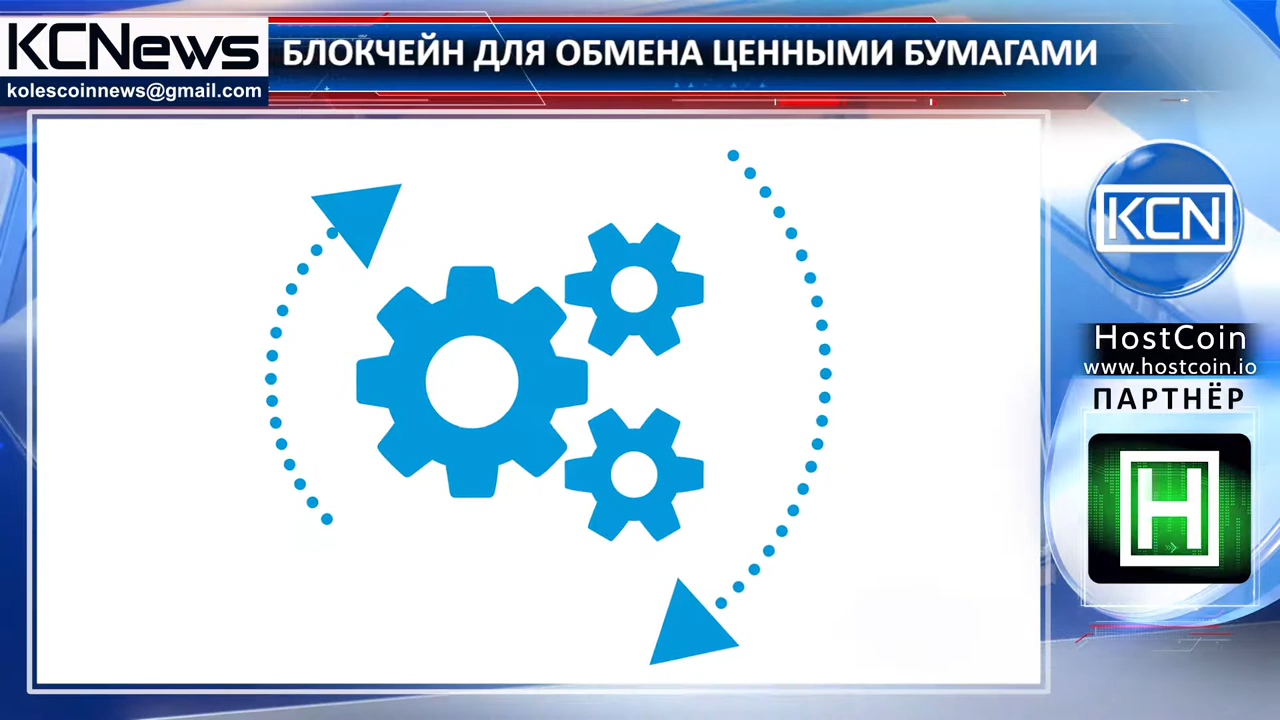 KCNews
kolescoinnews@gmail.com
БЛОКЧЕЙН ДЛЯ ОБМЕНА ЦЕННЫМИ БУМАГАМИ
KCN
HostCoin
www.hostcoin.io
ПАРТНЁР
H